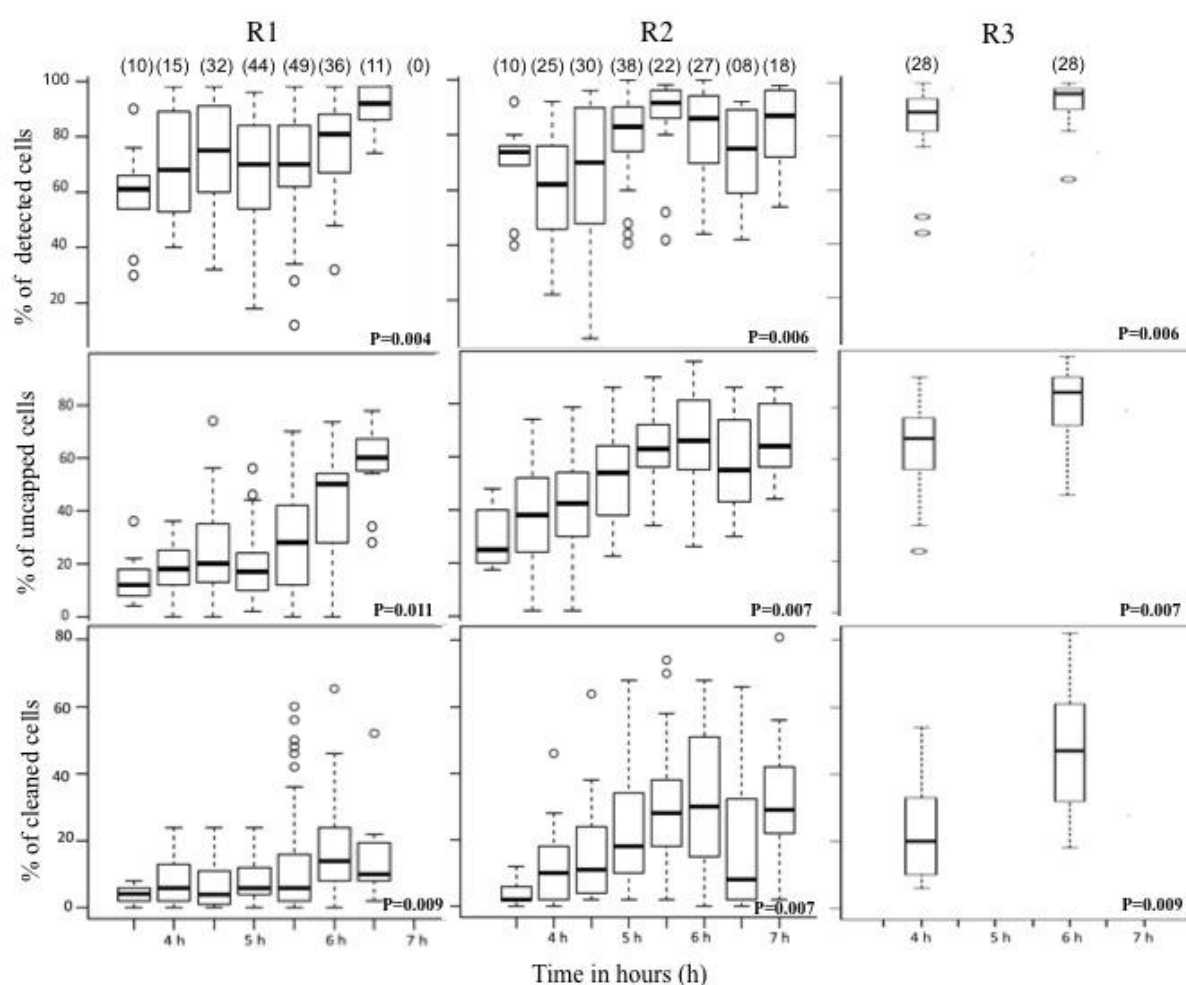 R1 R2 R3
(10) (15) (32) (44) (49) (36) (11) (0) (10) (25) (30) (38) (22) (27) (08) (18) (28) (28)
% of detected cells
100
80
60
40
20
P=0.004 P=0.006 P=0.006
% of uncapped cells
80
60
40
20
0
P=0.011 P=0.007 P=0.007
% of cleaned cells
80
60
40
20
0
P=0.009 P=0.007 P=0.009
4 h 5 h 6 h 7 h 4 h 5 h 6 h 7 h 4 h 5 h 6 h 7 h
Time in hours (h)